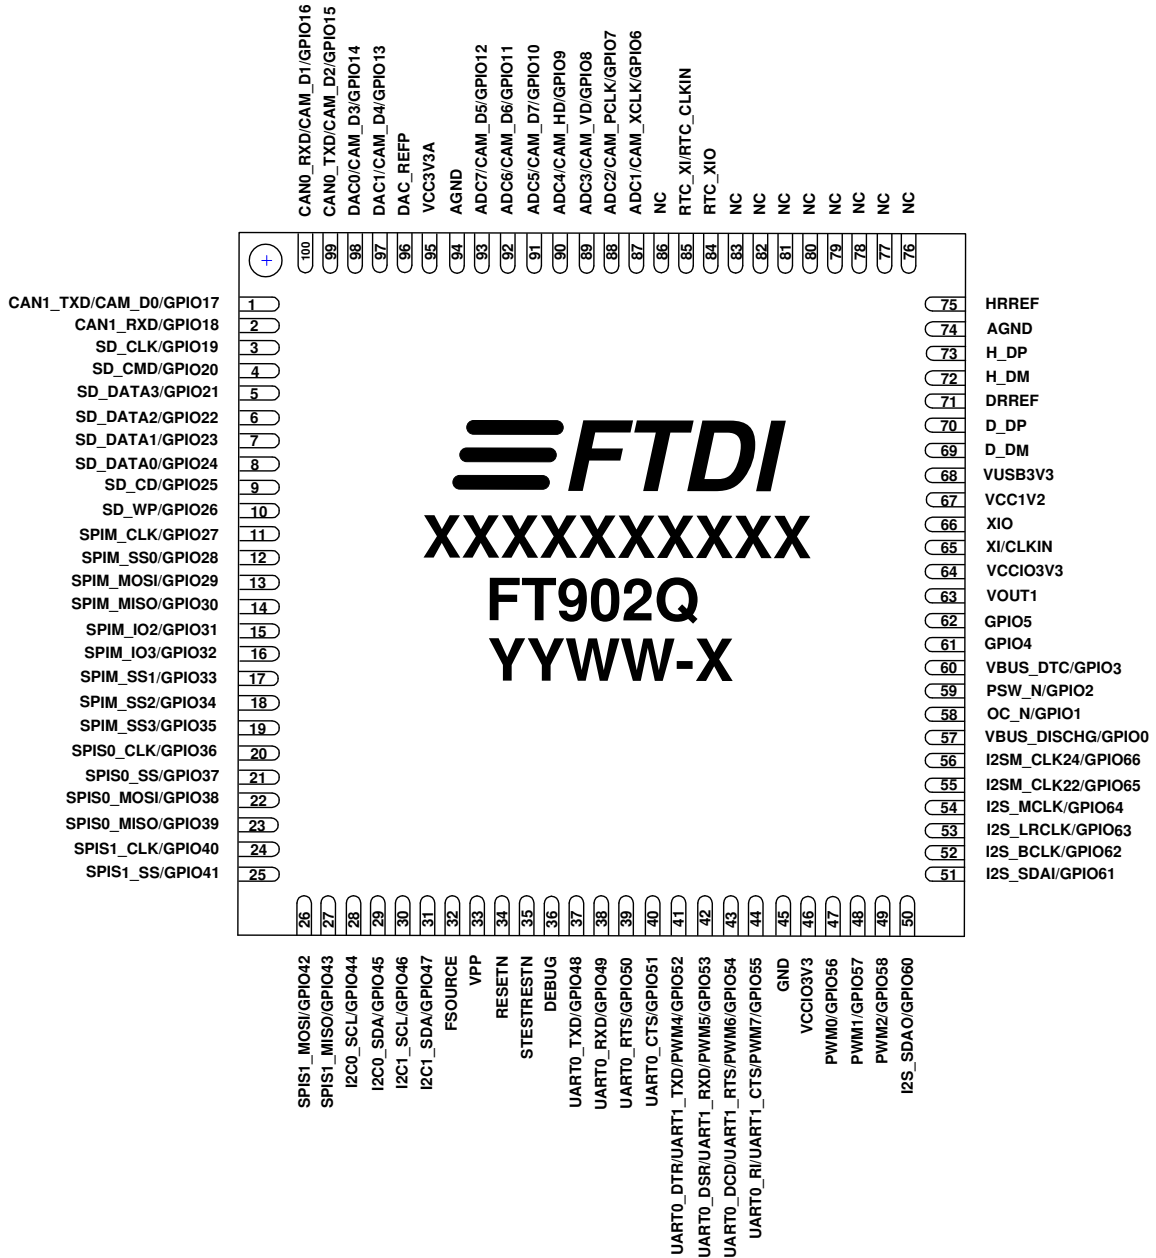 CAN0_RXD/CAM_D1/GPIO16
CAN0_TXD/CAM_D2/GPIO15
DAC0/CAM_D3/GPIO14
DAC1/CAM_D4/GPIO13
DAC_REFP
VCC3V3A
AGND
ADC7/CAM_D5/GPIO12
ADC6/CAM_D6/GPIO11
ADC5/CAM_D7/GPIO10
ADC4/CAM_HD/GPIO9
ADC3/CAM_VD/GPIO8
ADC2/CAM_PCLK/GPIO7
ADC1/CAM_XCLK/GPIO6
NC
RTC_XI/RTC_CLKIN
RTC_XIO
NC
NC
NC
NC
NC
NC
NC
NC
100 99 98 97 96 95 94 93 92 91 90 89 88 87 86 85 84 83 82 81 80 79 78 77 76
CAN1_TXD/CAM_D0/GPIO17 1
CAN1_RXD/GPIO18 2
SD_CLK/GPIO19 3
SD_CMD/GPIO20 4
SD_DATA3/GPIO21 5
SD_DATA2/GPIO22 6
SD_DATA1/GPIO23 7
SD_DATA0/GPIO24 8
SD_CD/GPIO25 9
SD_WP/GPIO26 10
SPIM_CLK/GPIO27 11
SPIM_SS0/GPIO28 12
SPIM_MOSI/GPIO29 13
SPIM_MISO/GPIO30 14
SPIM_IO2/GPIO31 15
SPIM_IO3/GPIO32 16
SPIM_SS1/GPIO33 17
SPIM_SS2/GPIO34 18
SPIM_SS3/GPIO35 19
SPIS0_CLK/GPIO36 20
SPIS0_SS/GPIO37 21
SPIS0_MOSI/GPIO38 22
SPIS0_MISO/GPIO39 23
SPIS1_CLK/GPIO40 24
SPIS1_SS/GPIO41 25
FTDI
XXXXXXXXXX
FT902Q
YYWW-X
75 HRREF
74 AGND
73 H_DP
72 H_DM
71 DRREF
70 D_DP
69 D_DM
68 VUSB3V3
67 VCC1V2
66 XIO
65 XI/CLKIN
64 VCCIO3V3
63 VOUT1
62 GPIO5
61 GPIO4
60 VBUS_DTC/GPIO3
59 PSW_N/GPIO2
58 OC_N/GPIO1
57 VBUS_DISCHG/GPIO0
56 I2SM_CLK24/GPIO66
55 I2SM_CLK22/GPIO65
54 I2S_MCLK/GPIO64
53 I2S_LRCLK/GPIO63
52 I2S_BCLK/GPIO62
51 I2S_SDAI/GPIO61
26 27 28 29 30 31 32 33 34 35 36 37 38 39 40 41 42 43 44 45 46 47 48 49 50
SPIS1_MOSI/GPIO42
SPIS1_MISO/GPIO43
I2C0_SCL/GPIO44
I2C0_SDA/GPIO45
I2C1_SCL/GPIO46
I2C1_SDA/GPIO47
FSOURCE
VPP
RESETN
STESTRESTN
DEBUG
UART0_TXD/GPIO48
UART0_RXD/GPIO49
UART0_RTS/GPIO50
UART0_CTS/GPIO51
UART0_DTR/UART1_TXD/PWM4/GPIO52
UART0_DSR/UART1_RXD/PWM5/GPIO53
UART0_DCD/UART1_RTS/PWM6/GPIO54
UART0_RI/UART1_CTS/PWM7/GPIO55
GND
VCCIO3V3
PWM0/GPIO56
PWM1/GPIO57
PWM2/GPIO58
I2S_SDAO/GPIO60